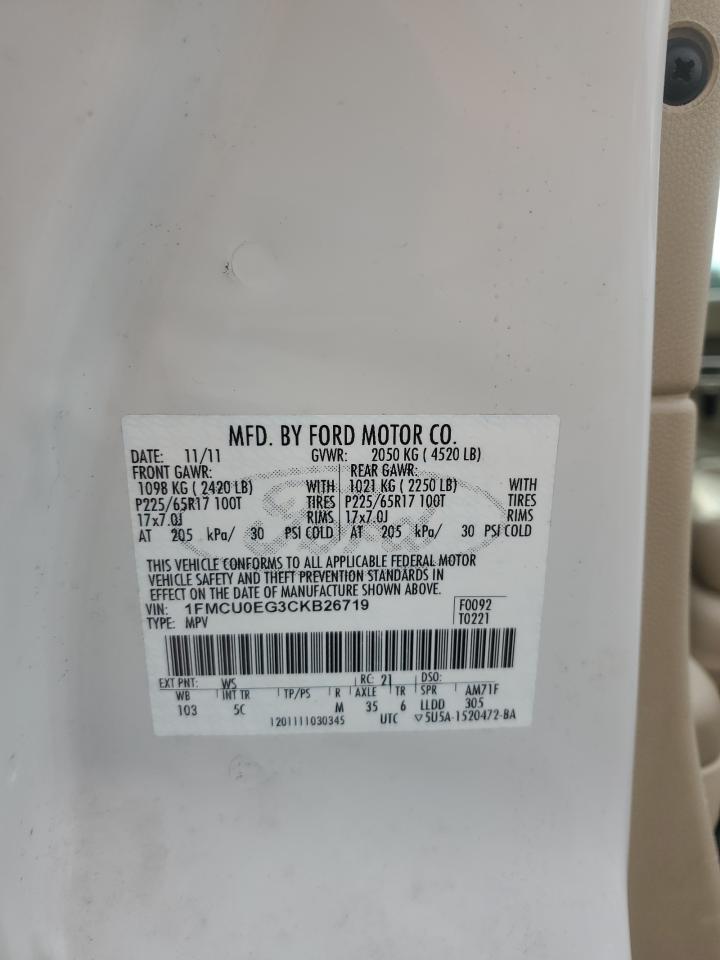 MFD. BY FORD MOTOR CO.
DATE: 11/11 GVWR: 2050 KG ( 4520 LB)
FRONT GAWR: REAR GAWR:
1098 KG ( 2420 LB) WITH 1021 KG ( 2250 LB) WITH
P225/65R17 100T TIRES P225/65R17 100T TIRES
17x7.0J RIMS 17x7.0J RIMS
AT 205 kPa/ 30 PSI COLD AT 205 kPa/ 30 PSI COLD
Ford
THIS VEHICLE CONFORMS TO ALL APPLICABLE FEDERAL MOTOR
VEHICLE SAFETY AND THEFT PREVENTION STANDARDS IN
EFFECT ON THE DATE OF MANUFACTURE SHOWN ABOVE.
VIN: 1FMCU0EG3CKB26719 F0092
TYPE: MPV T0221
EXT PNT: WS RC: 21 DSO:
WB INT TR TP/PS R AXLE TR SPR AM71F
103 5C M 35 6 LLDD 305
1201111030345 UTC ▽5U5A-1520472-BA